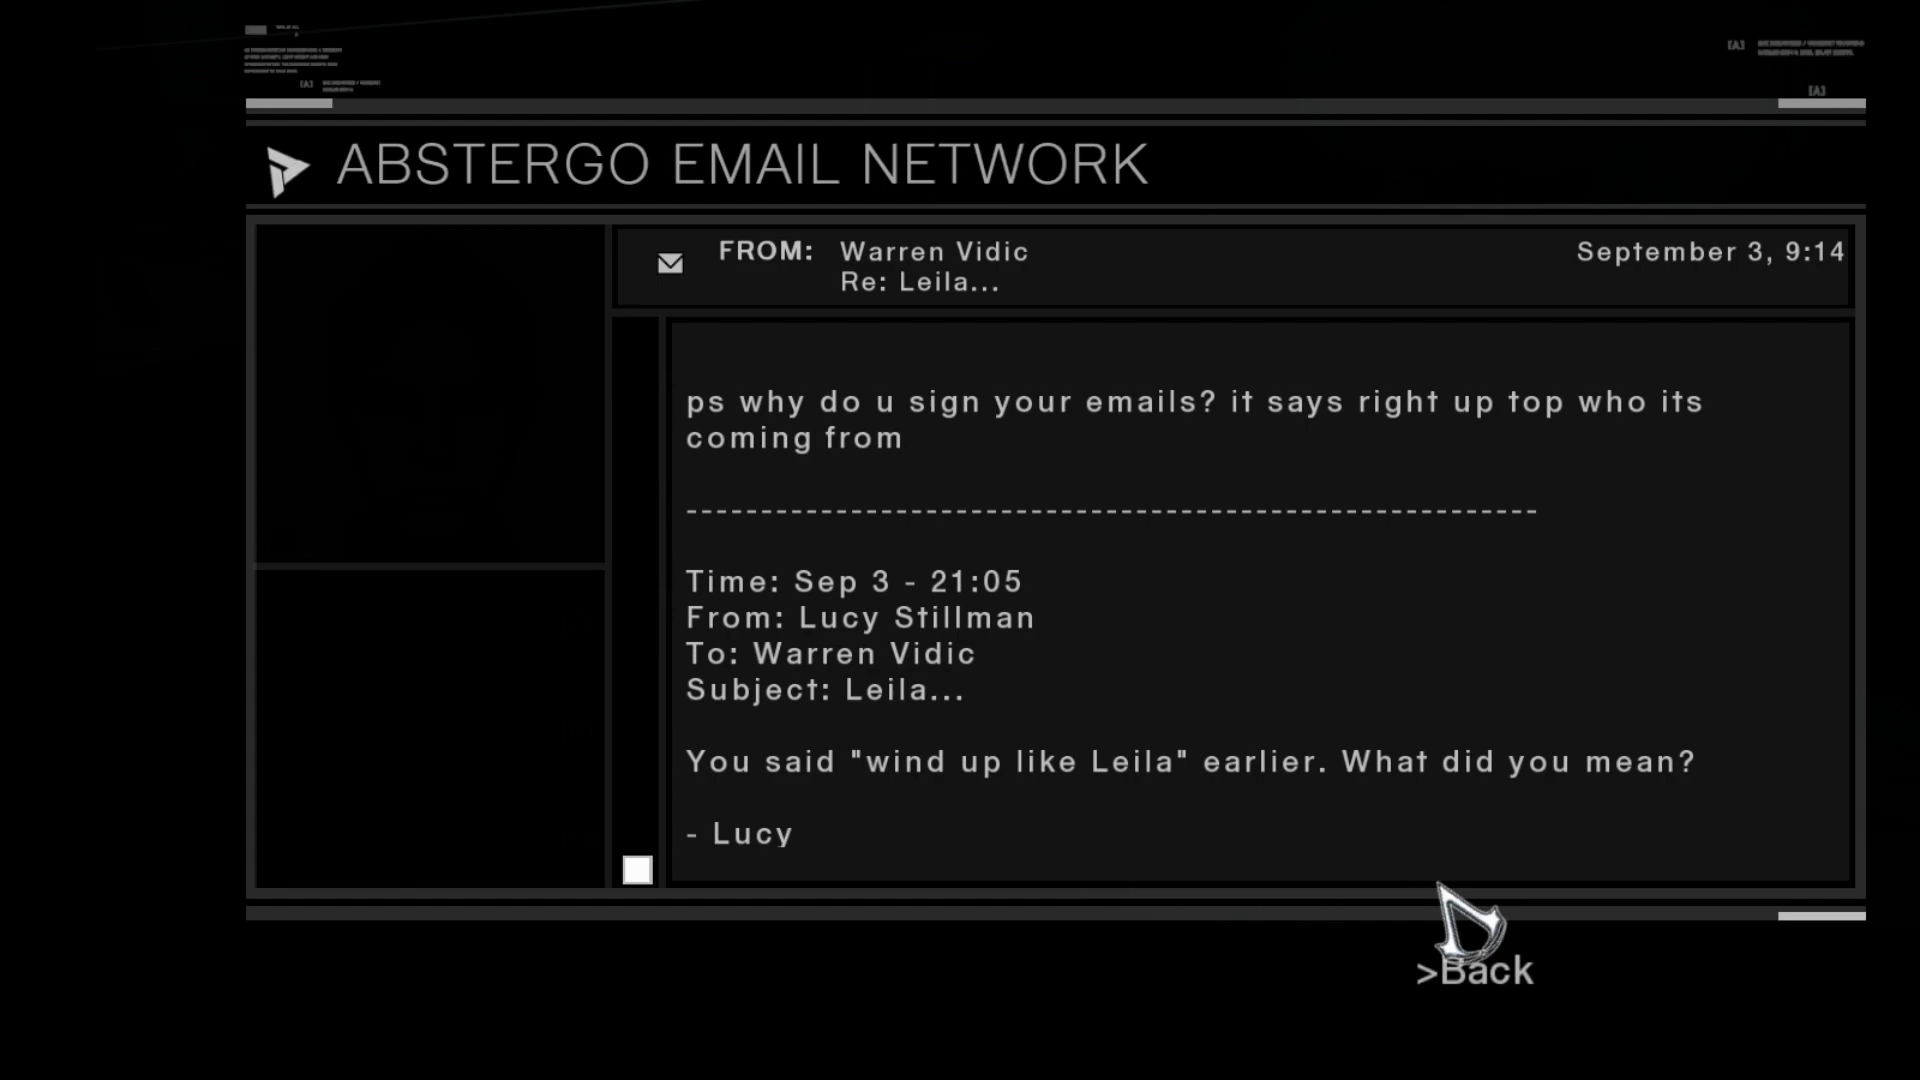 [A]
[A]
[A]
ABSTERGO EMAIL NETWORK
FROM: Warren Vidic September 3, 9:14
Re: Leila...
ps why do u sign your emails? it says right up top who its
coming from
---------------------------------------------------------
Time: Sep 3 - 21:05
From: Lucy Stillman
To: Warren Vidic
Subject: Leila...
You said "wind up like Leila" earlier. What did you mean?
- Lucy
>Back